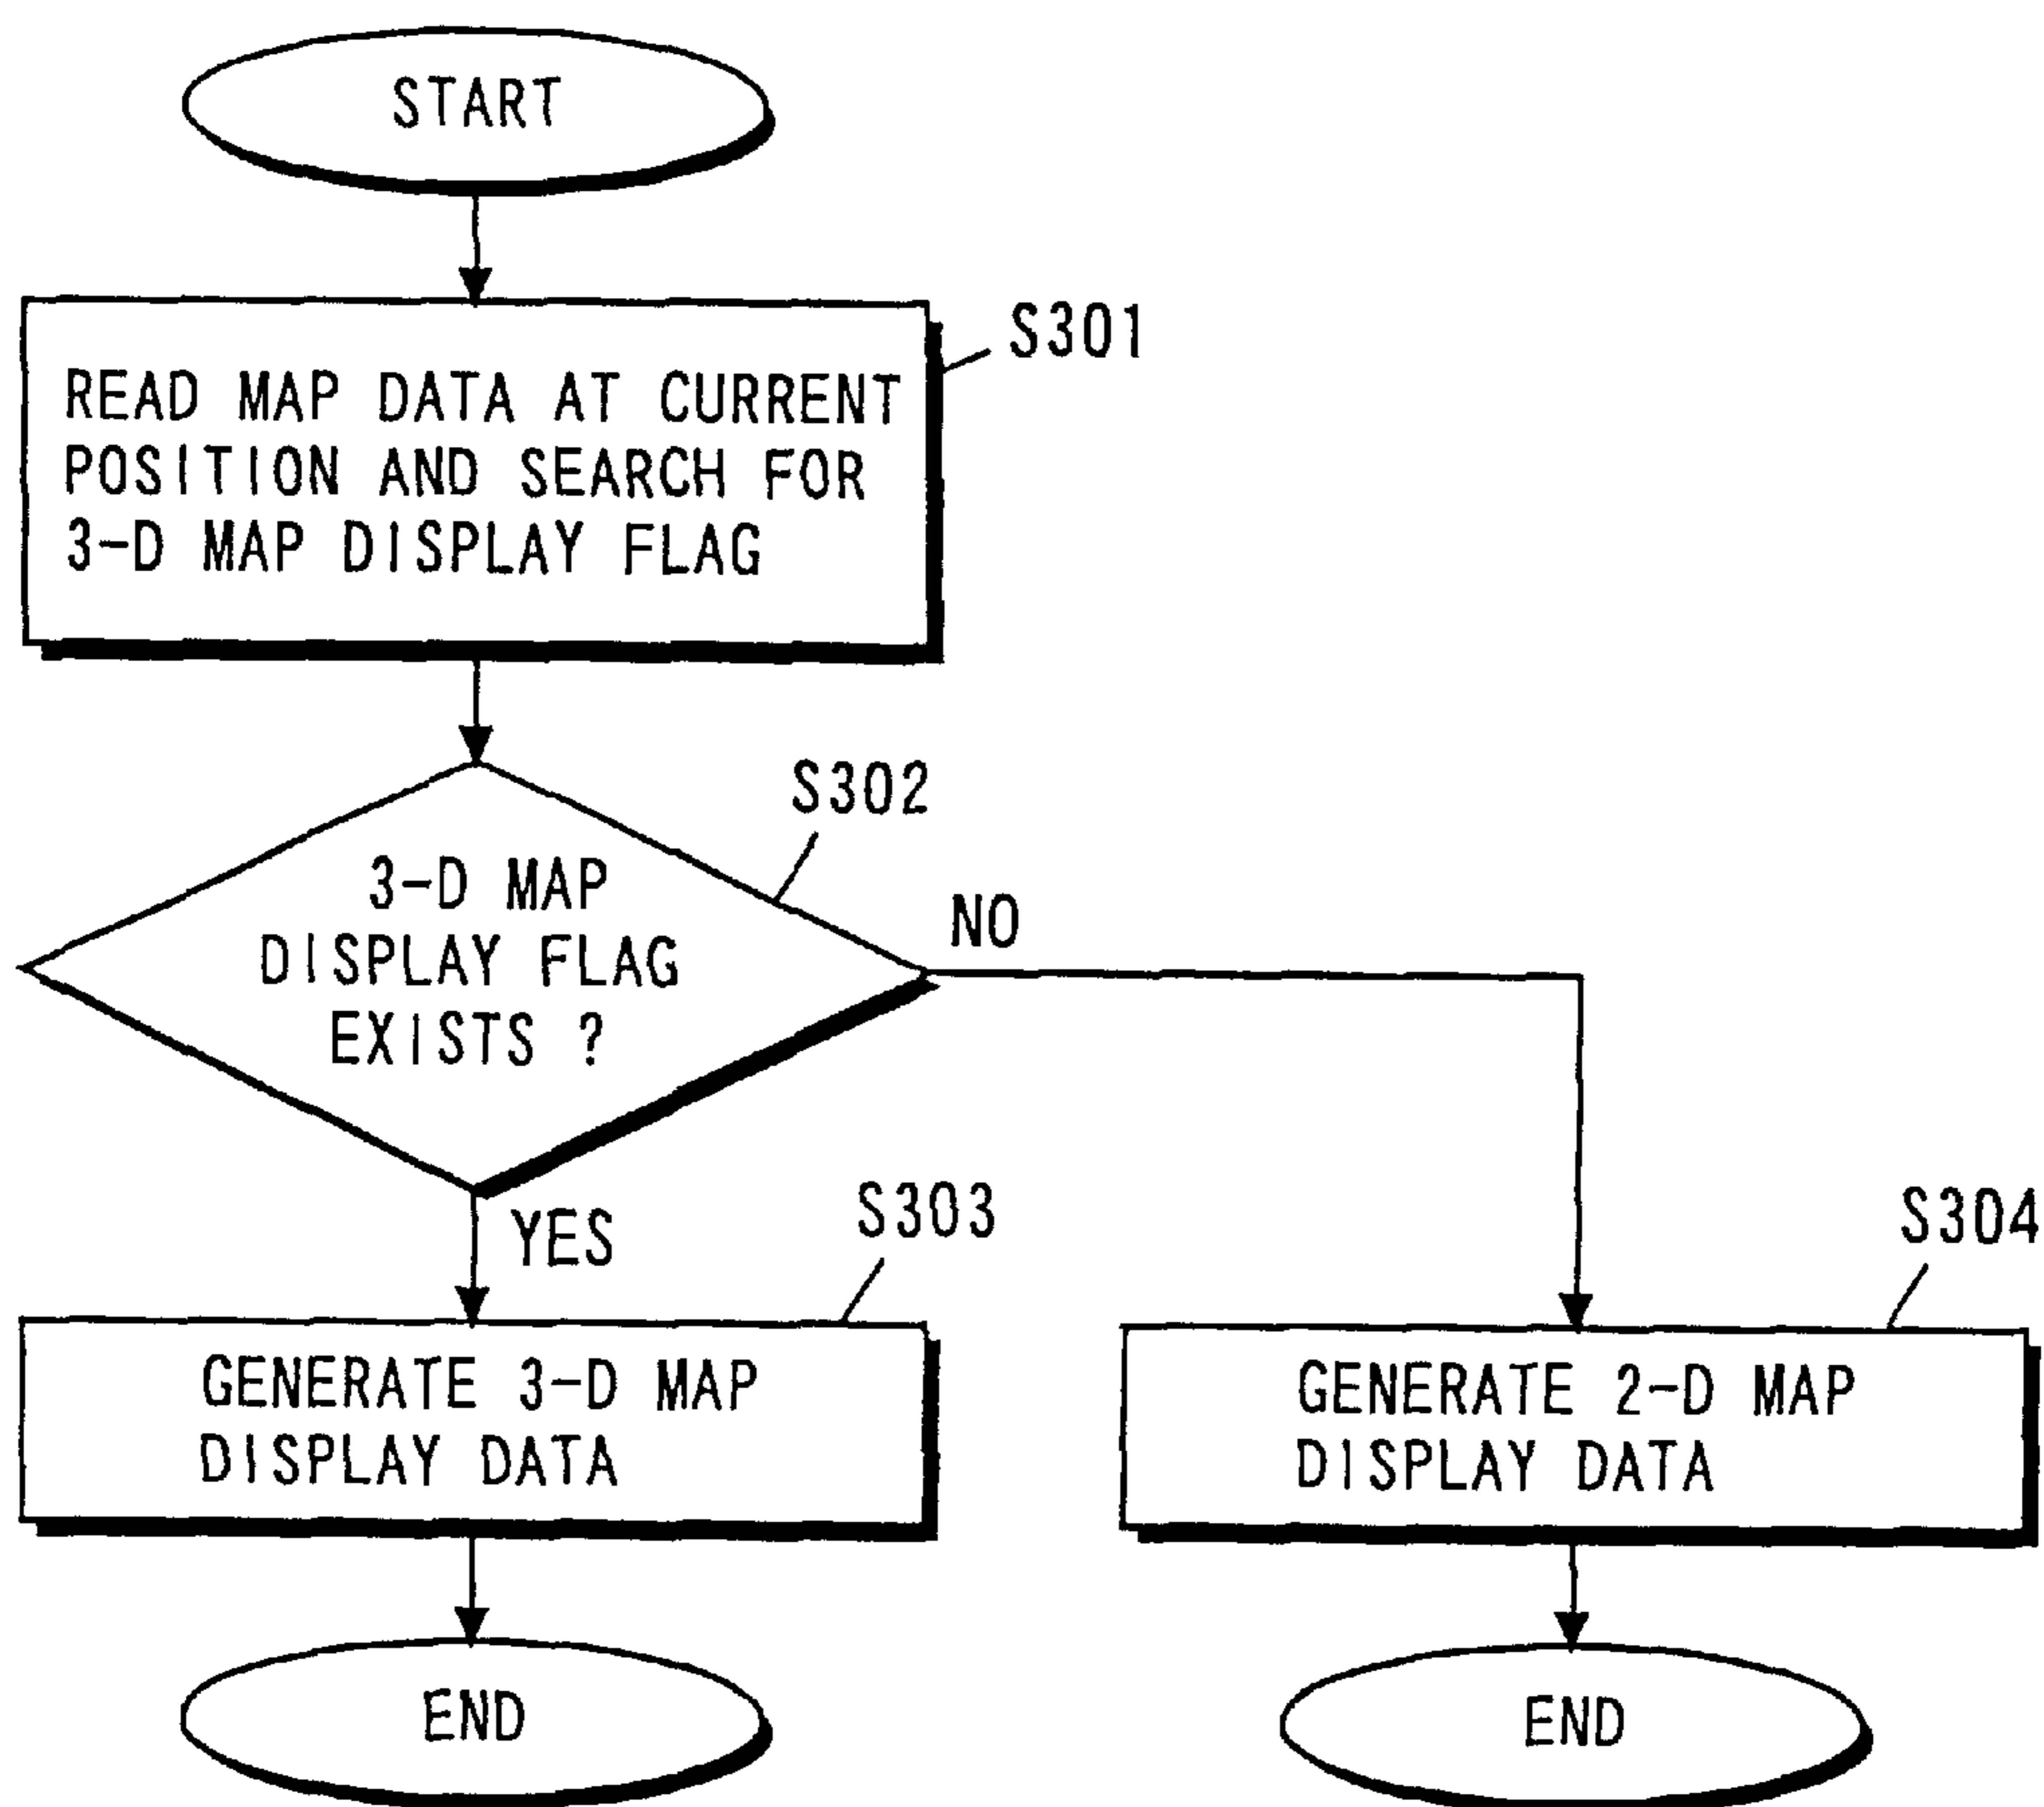 START
S301
READ MAP DATA AT CURRENT
POSITION AND SEARCH FOR
3-D MAP DISPLAY FLAG
S302
3-D MAP
DISPLAY FLAG
EXISTS ?
NO
YES
S303
S304
GENERATE 3-D MAP
DISPLAY DATA
GENERATE 2-D MAP
DISPLAY DATA
END
END